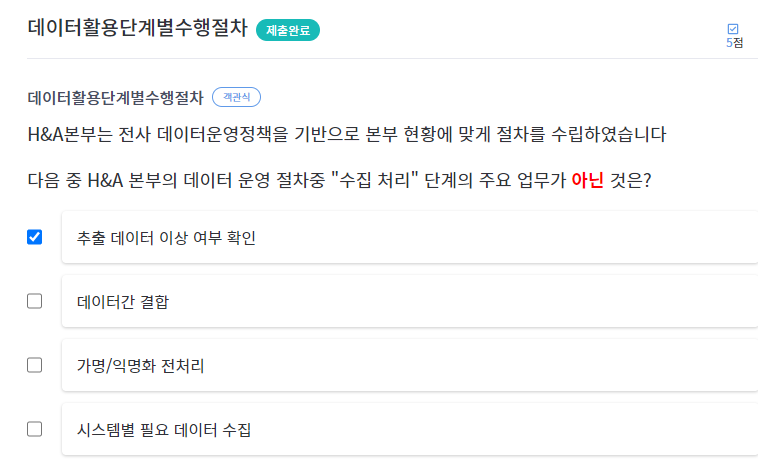 데이터활용단계별수행절차 제출완료
5점
데이터활용단계별수행절차 객관식
H&A본부는 전사 데이터운영정책을 기반으로 본부 현황에 맞게 절차를 수립하였습니다
다음 중 H&A 본부의 데이터 운영 절차중 "수집 처리" 단계의 주요 업무가 아닌 것은?
추출 데이터 이상 여부 확인
데이터간 결합
가명/익명화 전처리
시스템별 필요 데이터 수집